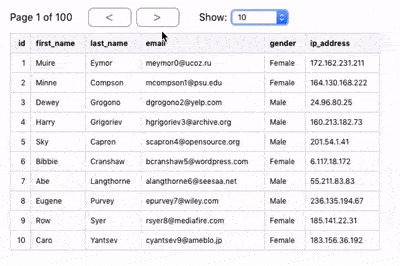 Page 1 of 100 < > Show: 10
id first_name last_name email gender ip_address
1 Muire Eymor meymor0@ucoz.ru Female 172.162.231.211
2 Minne Compson mcompson1@psu.edu Female 164.130.168.222
3 Dewey Grogono dgrogono2@yelp.com Male 24.96.80.25
4 Harry Grigoriev hgrigoriev3@archive.org Male 160.213.182.73
5 Sky Capron scapron4@opensource.org Male 201.54.1.41
6 Bibbie Cranshaw bcranshaw5@wordpress.com Female 6.117.18.172
7 Abe Langthorne alangthorne6@seesaa.net Male 55.211.83.83
8 Eugene Purvey epurvey7@wiley.com Male 236.135.194.67
9 Row Syer rsyer8@mediafire.com Female 185.141.22.31
10 Caro Yantsev cyantsev9@ameblo.jp Female 183.156.36.192